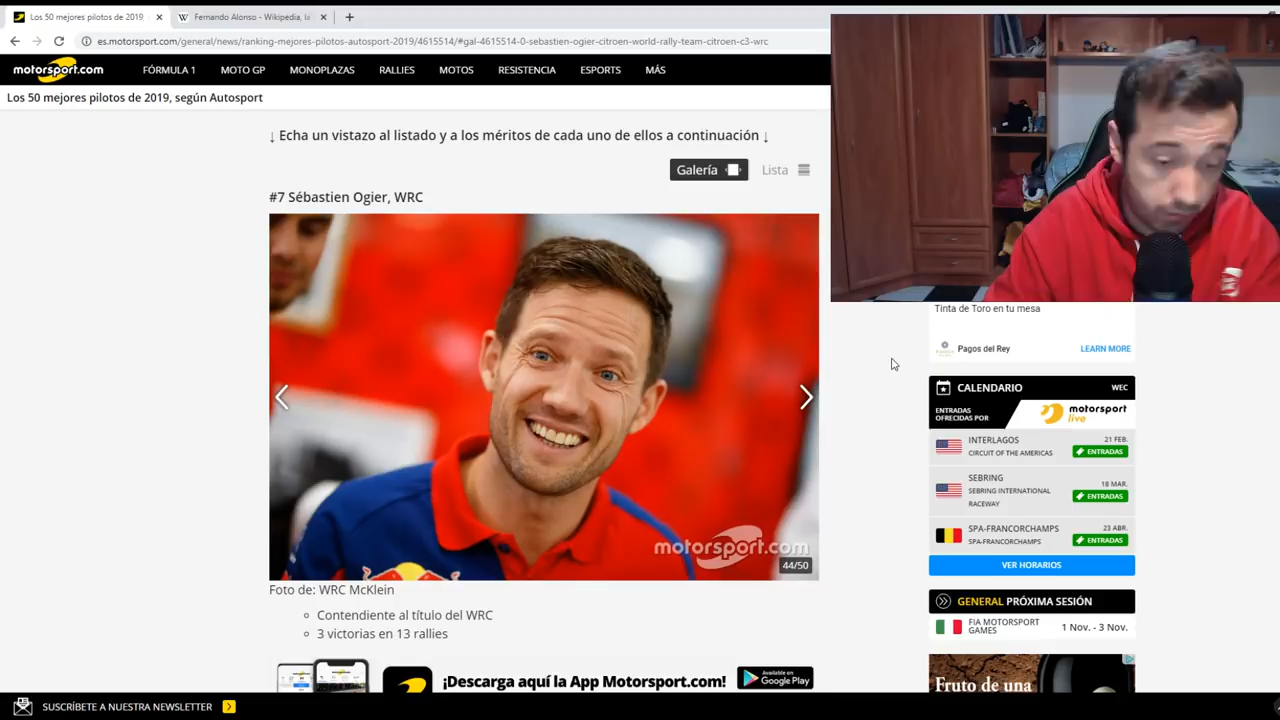 Los 50 mejores pilotos de 2019,
Fernando Alonso - Wikipedia, la
es.motorsport.com/general/news/ranking-mejores-pilotos-autosport-2019/4615514/#gal-4615514-0-sebastien-ogier-citroen-world-rally-team-citroen-c3-wrc
motorsport.com
FÓRMULA 1
MOTO GP
MONOPLAZAS
RALLIES
MOTOS
RESISTENCIA
ESPORTS
MÁS
Los 50 mejores pilotos de 2019, según Autosport
↓ Echa un vistazo al listado y a los méritos de cada uno de ellos a continuación ↓
Galería
Lista
#7 Sébastien Ogier, WRC
motorsport.com
44/50
Foto de: WRC McKlein
Contendiente al título del WRC
3 victorias en 13 rallies
¡Descarga aquí la App Motorsport.com!
Available on
Google Play
Tinta de Toro en tu mesa
Pagos del Rey
LEARN MORE
CALENDARIO
WEC
ENTRADAS
OFRECIDAS POR
motorsport
live
INTERLAGOS
CIRCUIT OF THE AMERICAS
21 FEB.
ENTRADAS
SEBRING
SEBRING INTERNATIONAL
RACEWAY
18 MAR.
ENTRADAS
SPA-FRANCORCHAMPS
SPA-FRANCORCHAMPS
23 ABR.
ENTRADAS
VER HORARIOS
GENERAL PRÓXIMA SESIÓN
FIA MOTORSPORT
GAMES
1 Nov. - 3 Nov.
Fruto de una
SUSCRÍBETE A NUESTRA NEWSLETTER